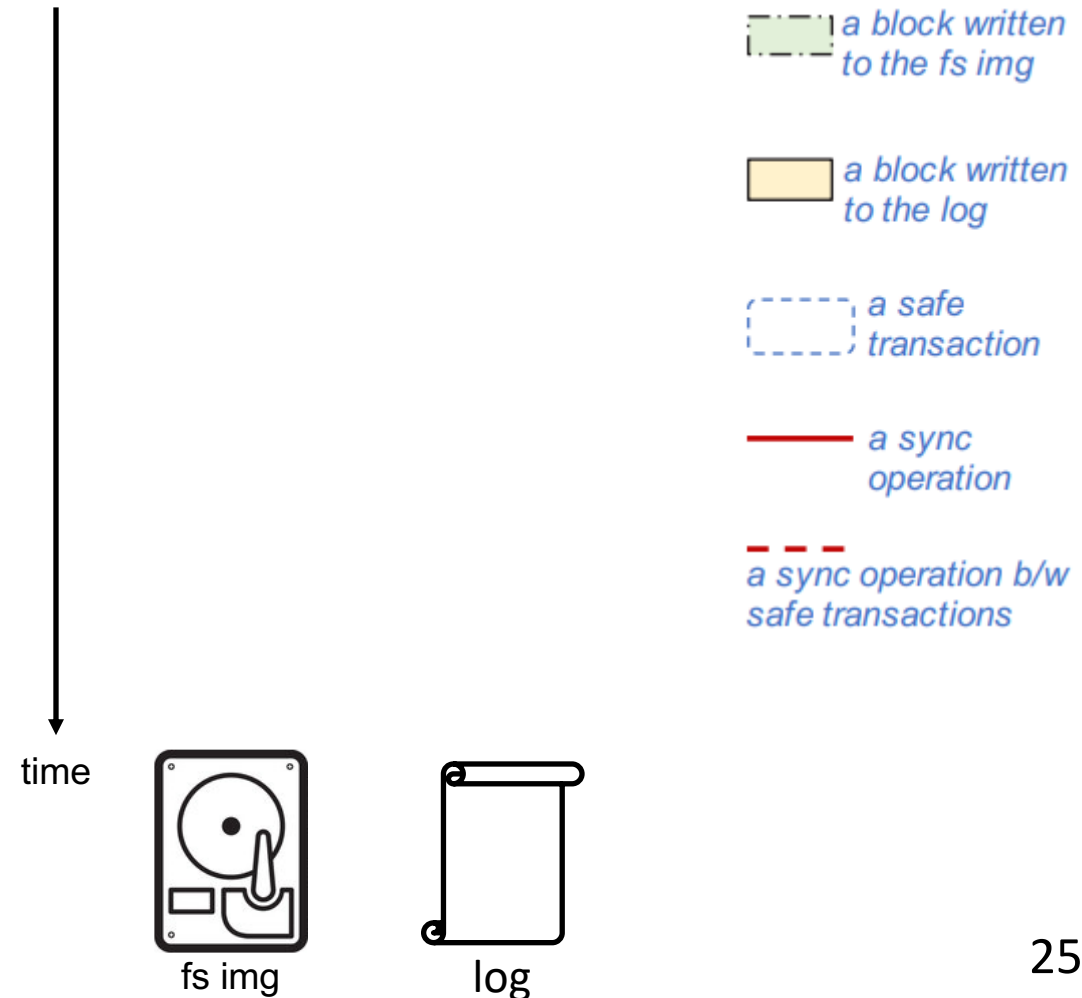 a block written
to the fs img
a block written
to the log
a safe
transaction
a sync
operation
a sync operation b/w
safe transactions
time
fs img
log
25